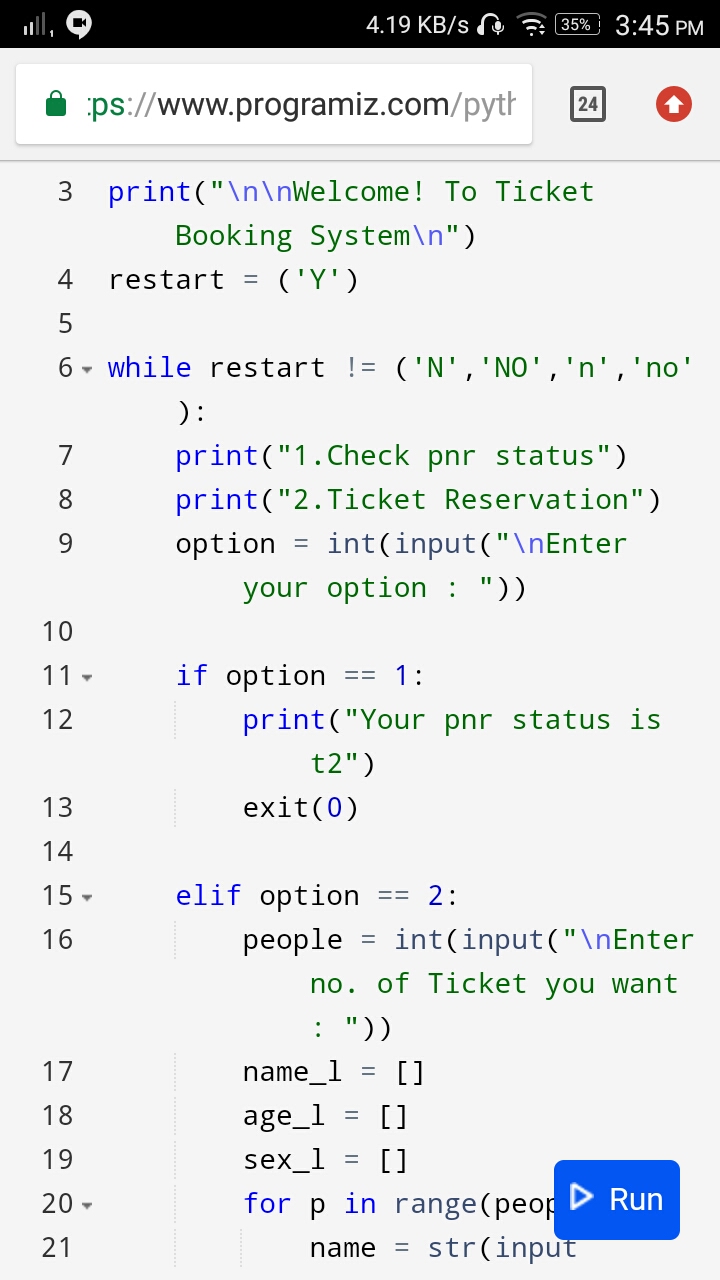 4.19 KB/s 35% 3:45 PM
ps://www.programiz.com/pyth 24
3 print("\n\nWelcome! To Ticket
Booking System\n")
4 restart = ('Y')
5
6 while restart != ('N','NO','n','no'
):
7 print("1.Check pnr status")
8 print("2.Ticket Reservation")
9 option = int(input("\nEnter
your option : "))
10
11 if option == 1:
12 print("Your pnr status is
t2")
13 exit(0)
14
15 elif option == 2:
16 people = int(input("\nEnter
no. of Ticket you want
: "))
17 name_l = []
18 age_l = []
19 sex_l = []
20 for p in range(peop
Run
21 name = str(input